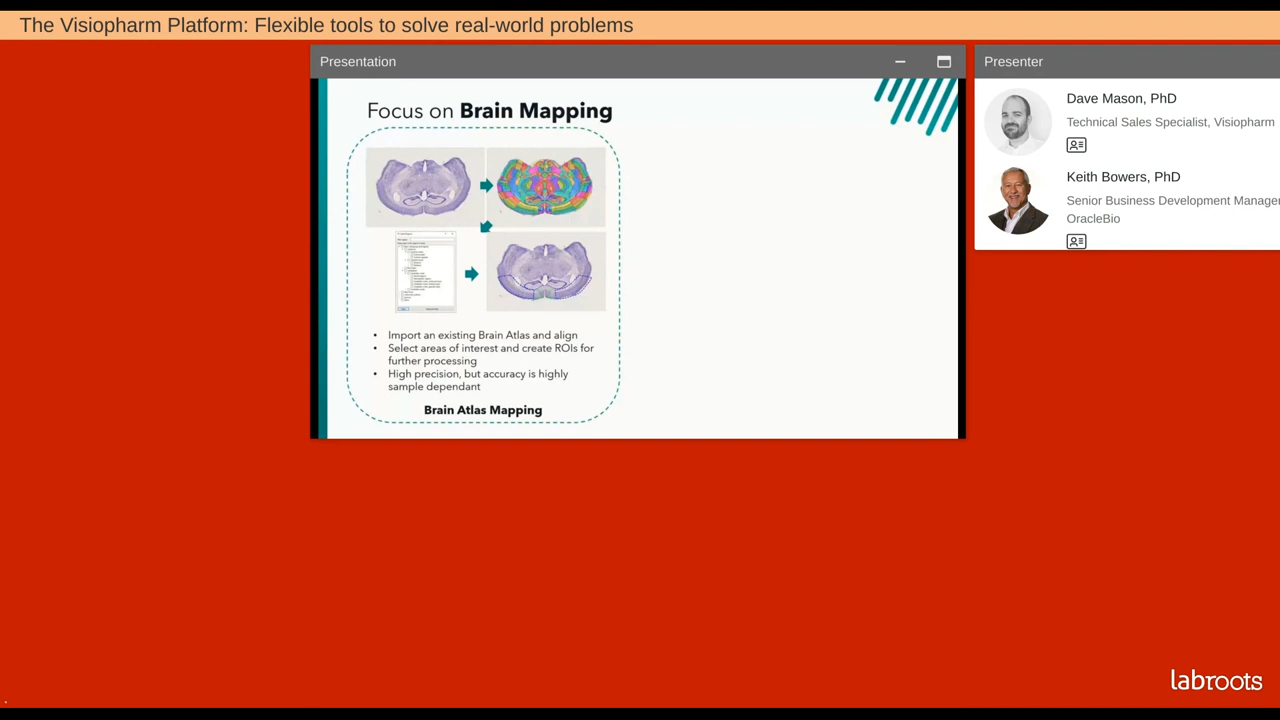 The Visiopharm Platform: Flexible tools to solve real-world problems
Presentation
Focus on Brain Mapping
• Import an existing Brain Atlas and align
• Select areas of interest and create ROIs for
further processing
• High precision, but accuracy is highly
sample dependant
Brain Atlas Mapping
Presenter
Dave Mason, PhD
Technical Sales Specialist, Visiopharm
Keith Bowers, PhD
Senior Business Development Manager
OracleBio
labroots